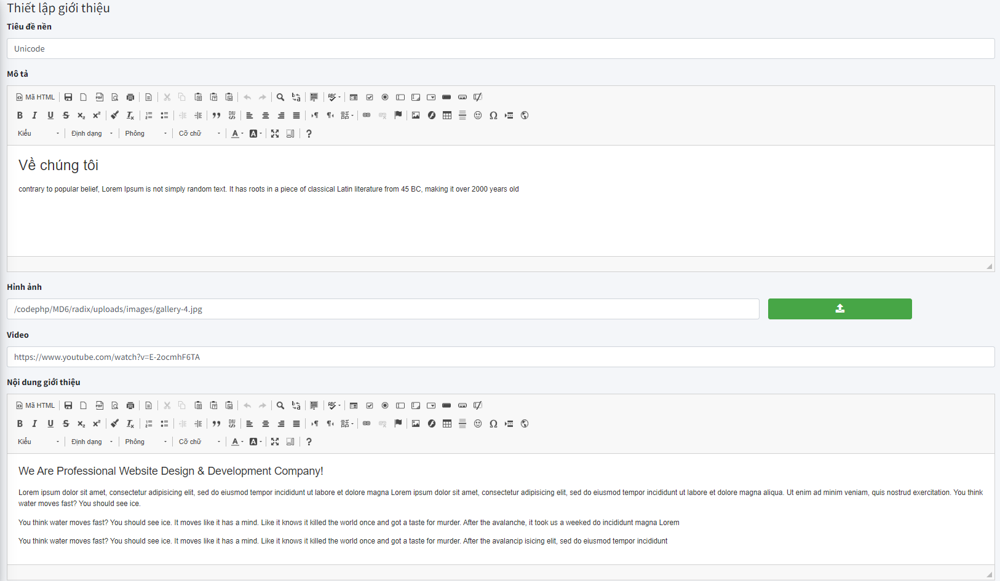 Thiết lập giới thiệu
Tiêu đề nền
Unicode
Mô tả
Mã HTML
Kiểu Định dạng Phông Cỡ chữ
Về chúng tôi
contrary to popular belief, Lorem Ipsum is not simply random text. It has roots in a piece of classical Latin literature from 45 BC, making it over 2000 years old
Hình ảnh
/codephp/MD6/radix/uploads/images/gallery-4.jpg
Video
https://www.youtube.com/watch?v=E-2ocmhF6TA
Nội dung giới thiệu
Mã HTML
Kiểu Định dạng Phông Cỡ chữ
We Are Professional Website Design & Development Company!
Lorem ipsum dolor sit amet, consectetur adipisicing elit, sed do eiusmod tempor incididunt ut labore et dolore magna Lorem ipsum dolor sit amet, consectetur adipisicing elit, sed do eiusmod tempor incididunt ut labore et dolore magna aliqua. Ut enim ad minim veniam, quis nostrud exercitation. You think
water moves fast? You should see ice.
You think water moves fast? You should see ice. It moves like it has a mind. Like it knows it killed the world once and got a taste for murder. After the avalanche, it took us a weeked do incididunt magna Lorem
You think water moves fast? You should see ice. It moves like it has a mind. Like it knows it killed the world once and got a taste for murder. After the avalancip isicing elit, sed do eiusmod tempor incididunt